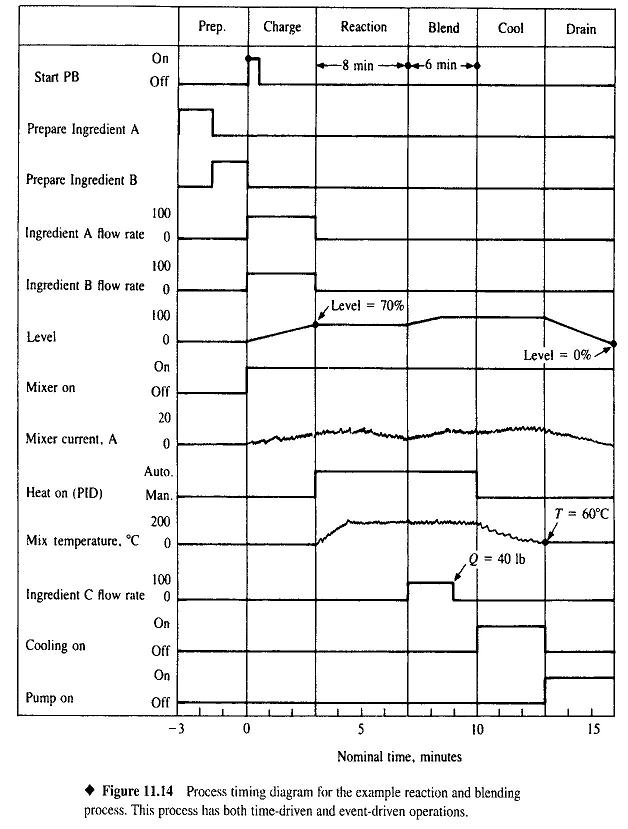 Prep. Charge Reaction Blend Cool Drain
On
Start PB Off
8 min 6 min
Prepare Ingredient A
Prepare Ingredient B
100
Ingredient A flow rate 0
100
Ingredient B flow rate 0
Level = 70%
100
Level 0
Level = 0%
On
Mixer on Off
20
Mixer current, A 0
Auto.
Heat on (PID) Man.
T = 60°C
200
Mix temperature, °C 0
Q = 40 lb
100
Ingredient C flow rate 0
On
Cooling on Off
On
Pump on Off
−3 0 5 10 15
Nominal time, minutes
◆ Figure 11.14 Process timing diagram for the example reaction and blending
process. This process has both time-driven and event-driven operations.